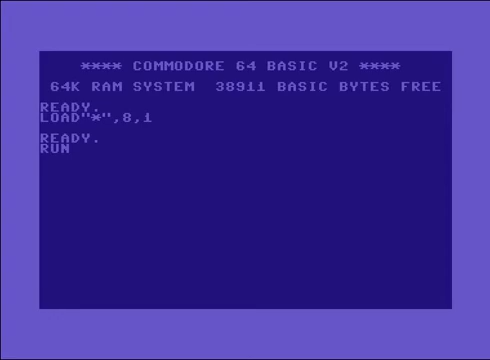 **** COMMODORE 64 BASIC V2 ****
64K RAM SYSTEM  38911 BASIC BYTES FREE
READY.
LOAD"*",8,1
READY.
RUN